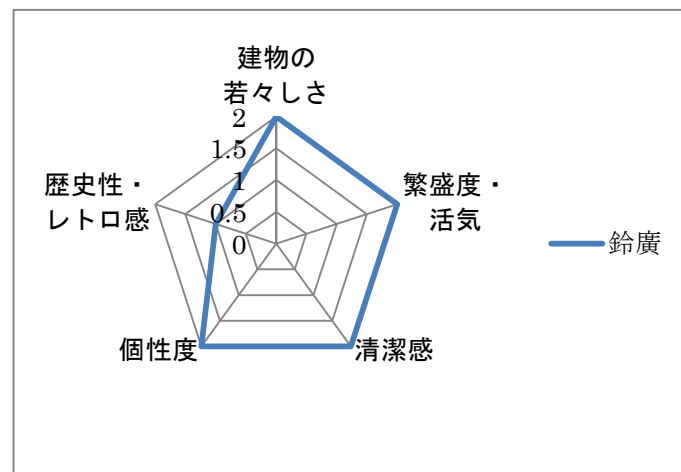 建物の
若々しさ
2
1.5
1
0.5
0
繁盛度・
活気
清潔感
個性度
歴史性・
レトロ感
鈴廣